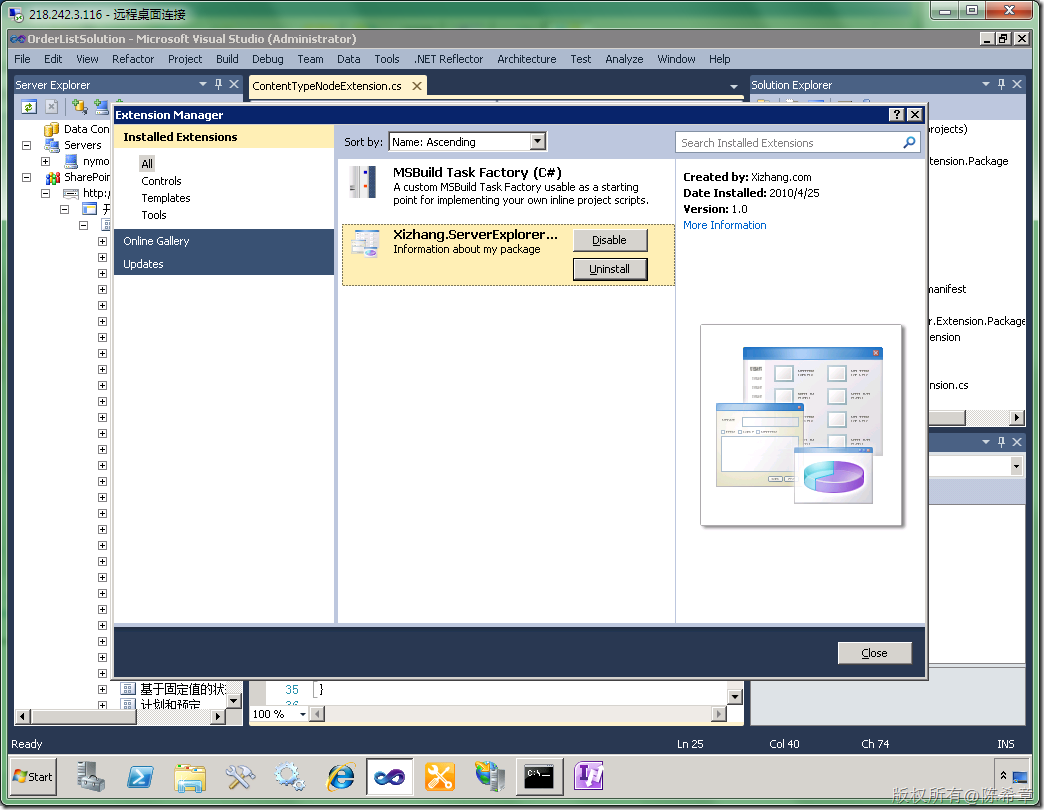 218.242.3.116 - 远程桌面连接
OrderListSolution - Microsoft Visual Studio (Administrator)
File Edit View Refactor Project Build Debug Team Data Tools .NET Reflector Architecture Test Analyze Window Help
Server Explorer
ContentTypeNodeExtension.cs
Solution Explorer
Data Con
Servers
nymo
SharePoin
http:/
Extension Manager
Installed Extensions
All
Controls
Templates
Tools
Online Gallery
Updates
Sort by: Name: Ascending
Search Installed Extensions
MSBuild Task Factory (C#)
A custom MSBuild Task Factory usable as a starting
point for implementing your own inline project scripts.
Xizhang.ServerExplorer...
Information about my package
Disable
Uninstall
Created by: Xizhang.com
Date Installed: 2010/4/25
Version: 1.0
More Information
Close
rojects)
tension.Package
manifest
r.Extension.Package
ension
nsion.cs
基于固定值的状
计划和预定
35 }
36
100 %
Ready
Ln 25 Col 40 Ch 74 INS
Start
C:\_
版权所有@陈希章